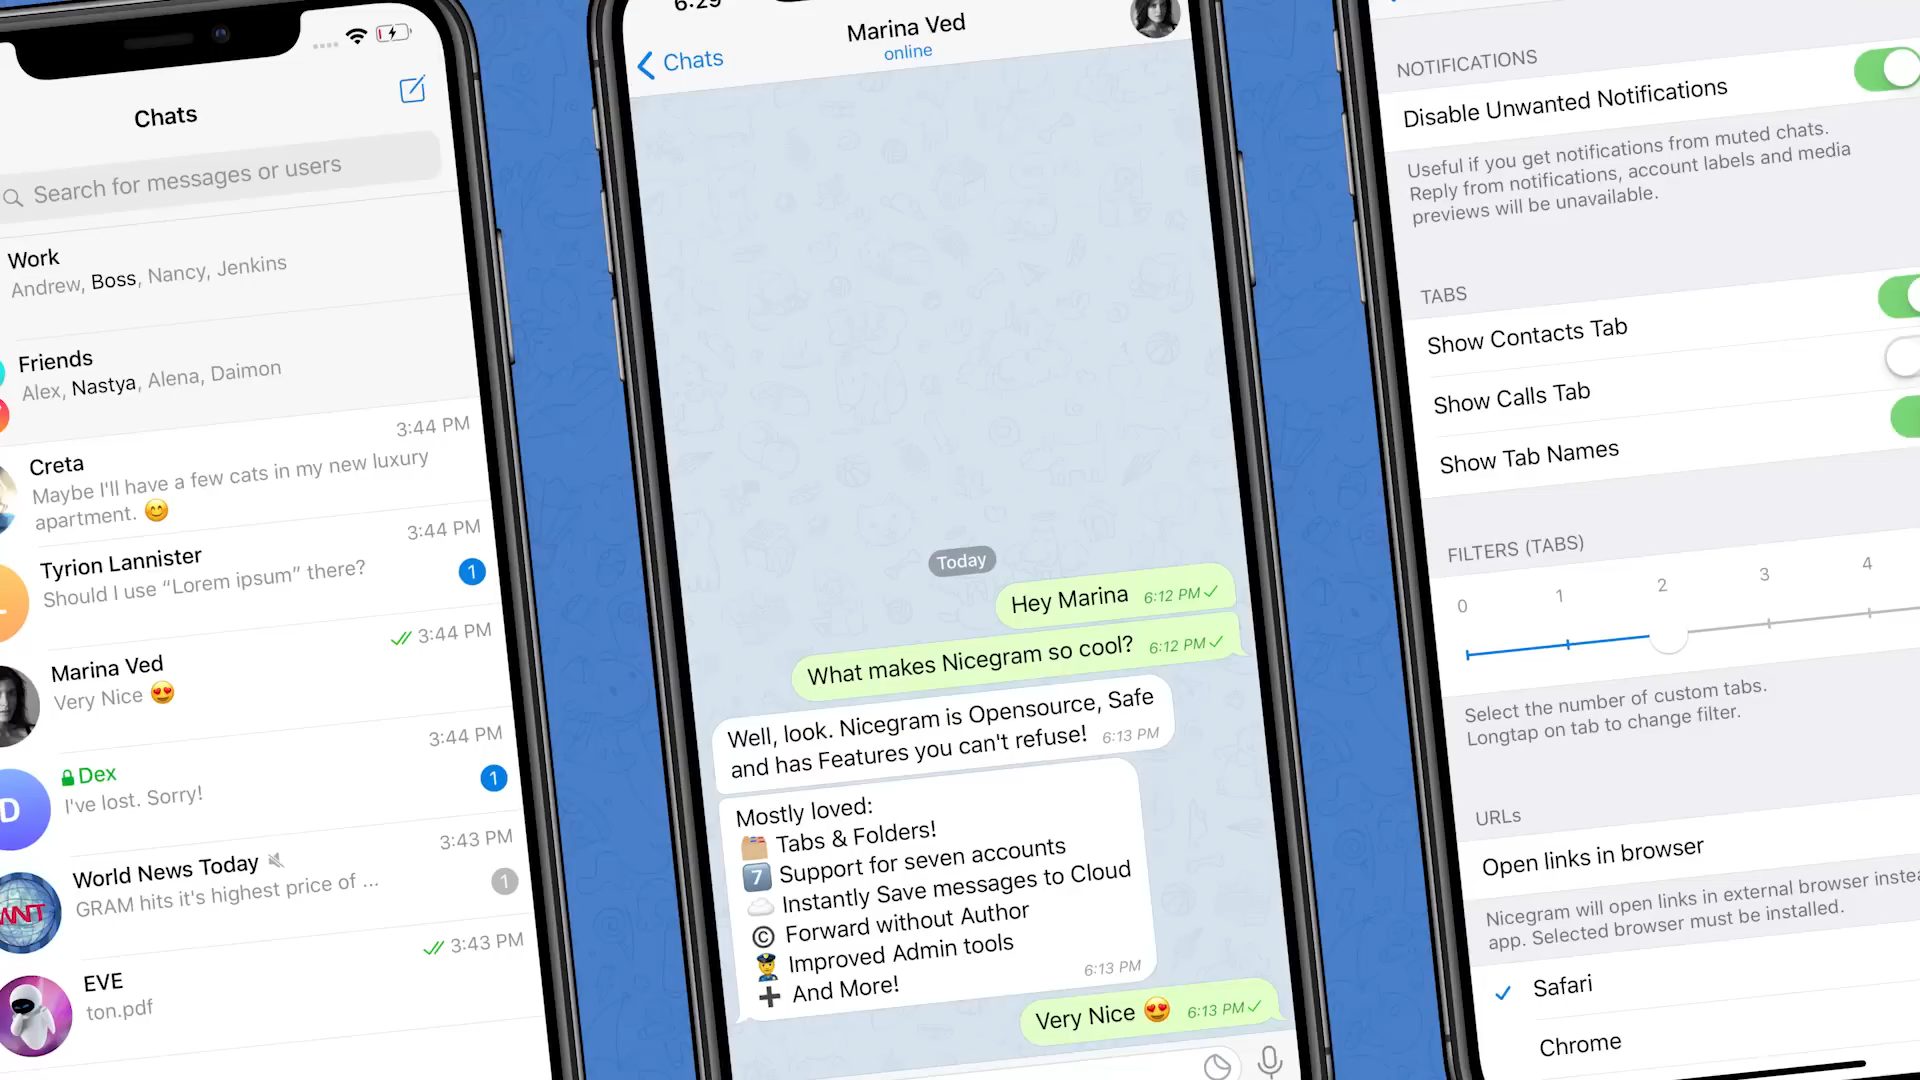 Chats
Search for messages or users
Work
Andrew, Boss, Nancy, Jenkins
Friends
Alex, Nastya, Alena, Daimon
3:44 PM
Creta
Maybe I'll have a few cats in my new luxury
apartment. 😊
3:44 PM
Tyrion Lannister
Should I use “Lorem ipsum” there?
1
3:44 PM
Marina Ved
Very Nice 😍
3:44 PM
Dex
I've lost. Sorry!
1
D
3:43 PM
World News Today
GRAM hits it's highest price of ...
1
WNT
3:43 PM
EVE
ton.pdf
6:29
Chats
Marina Ved
online
Today
Hey Marina 6:12 PM
What makes Nicegram so cool? 6:12 PM
Well, look. Nicegram is Opensource, Safe
and has Features you can't refuse! 6:13 PM
Mostly loved:
🗂️ Tabs & Folders!
7️⃣ Support for seven accounts
☁️ Instantly Save messages to Cloud
©️ Forward without Author
👮 Improved Admin tools
➕ And More! 6:13 PM
Very Nice 😍 6:13 PM
NOTIFICATIONS
Disable Unwanted Notifications
Useful if you get notifications from muted chats.
Reply from notifications, account labels and media
previews will be unavailable.
TABS
Show Contacts Tab
Show Calls Tab
Show Tab Names
FILTERS (TABS)
0 1 2 3 4
Select the number of custom tabs.
Longtap on tab to change filter.
URLs
Open links in browser
Nicegram will open links in external browser instea
app. Selected browser must be installed.
Safari
Chrome